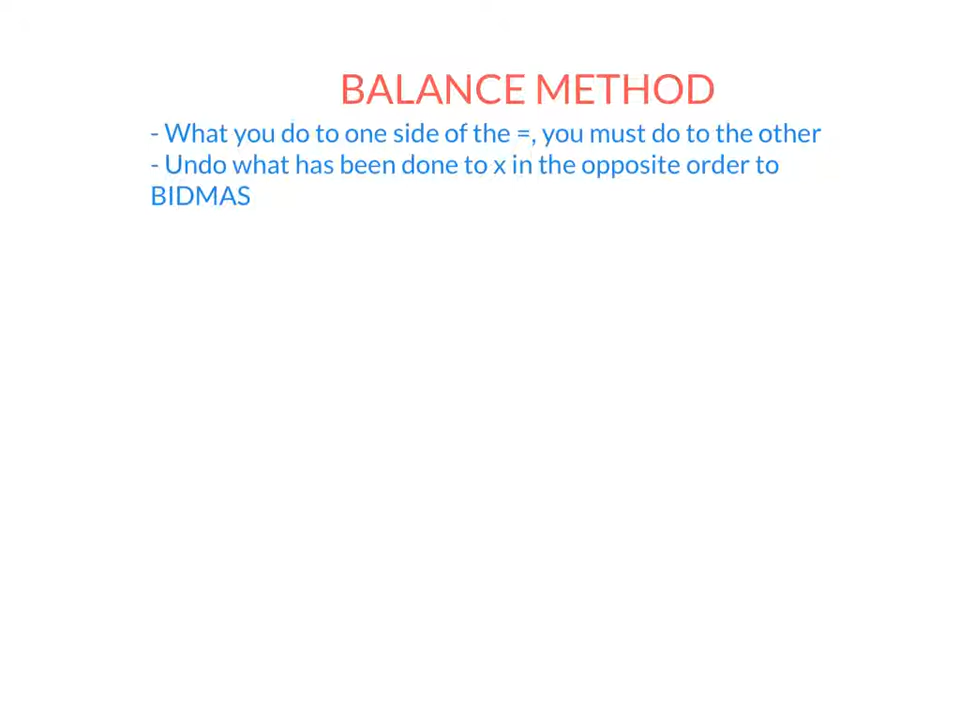 BALANCE METHOD
- What you do to one side of the =, you must do to the other
- Undo what has been done to x in the opposite order to
BIDMAS